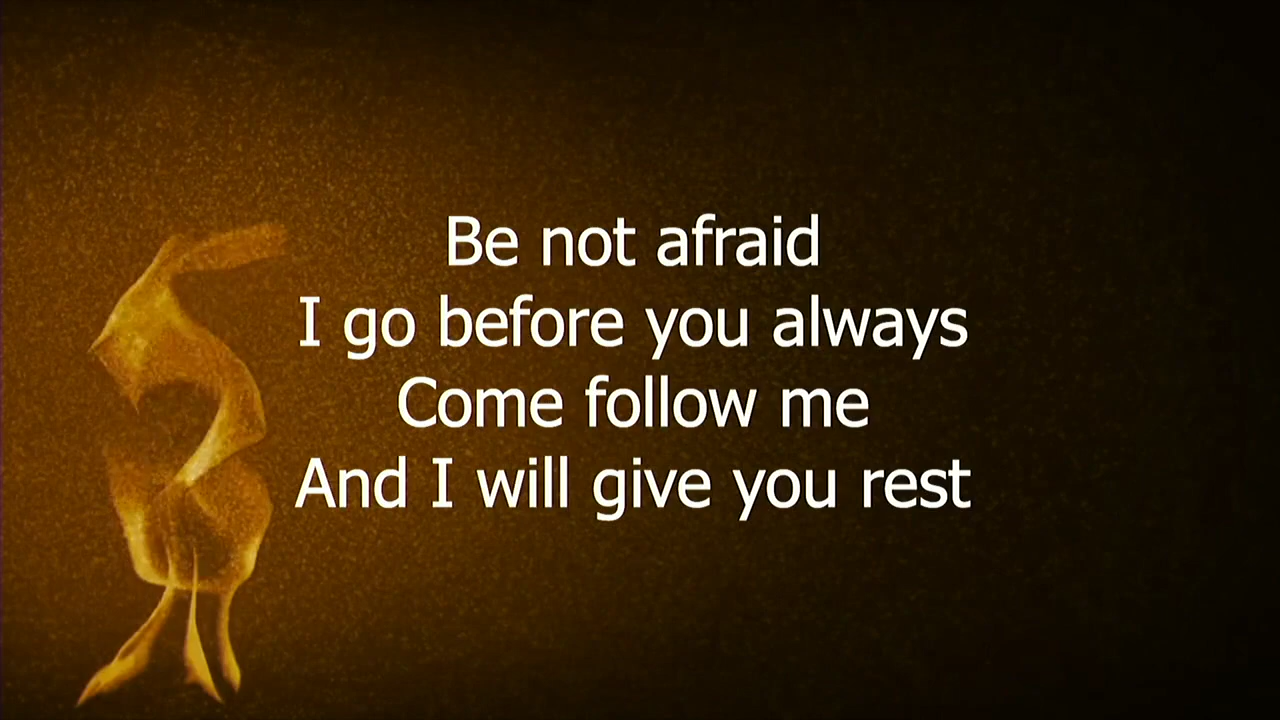 Be not afraid
I go before you always
Come follow me
And I will give you rest